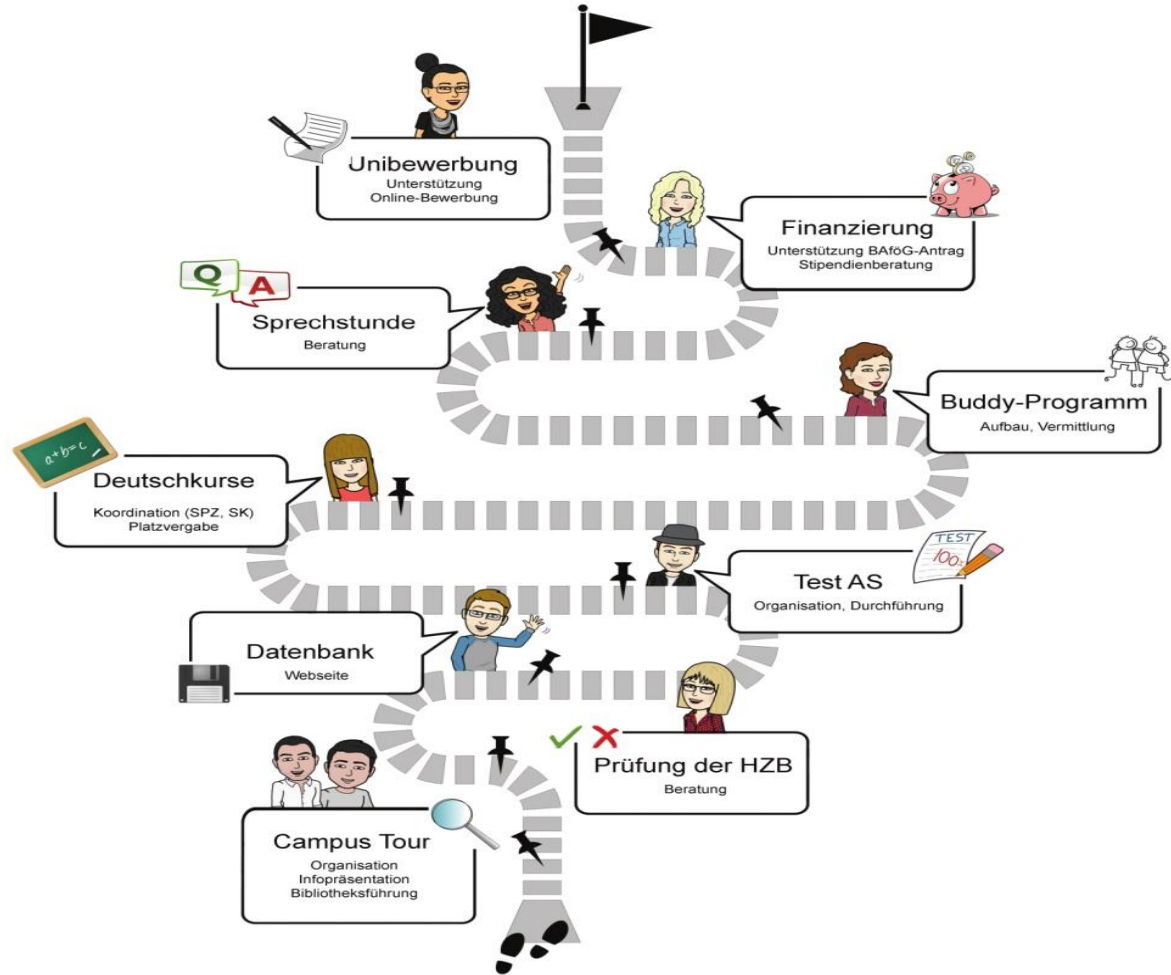 Unibewerbung
Unterstützung
Online-Bewerbung
Finanzierung
Unterstützung BAföG-Antrag
Stipendienberatung
Q
A
Sprechstunde
Beratung
Buddy-Programm
Aufbau, Vermittlung
a+b=c
Deutschkurse
Koordination (SPZ, SK)
Platzvergabe
TEST
100%
Test AS
Organisation, Durchführung
Datenbank
Webseite
Prüfung der HZB
Beratung
Campus Tour
Organisation
Infopräsentation
Bibliotheksführung